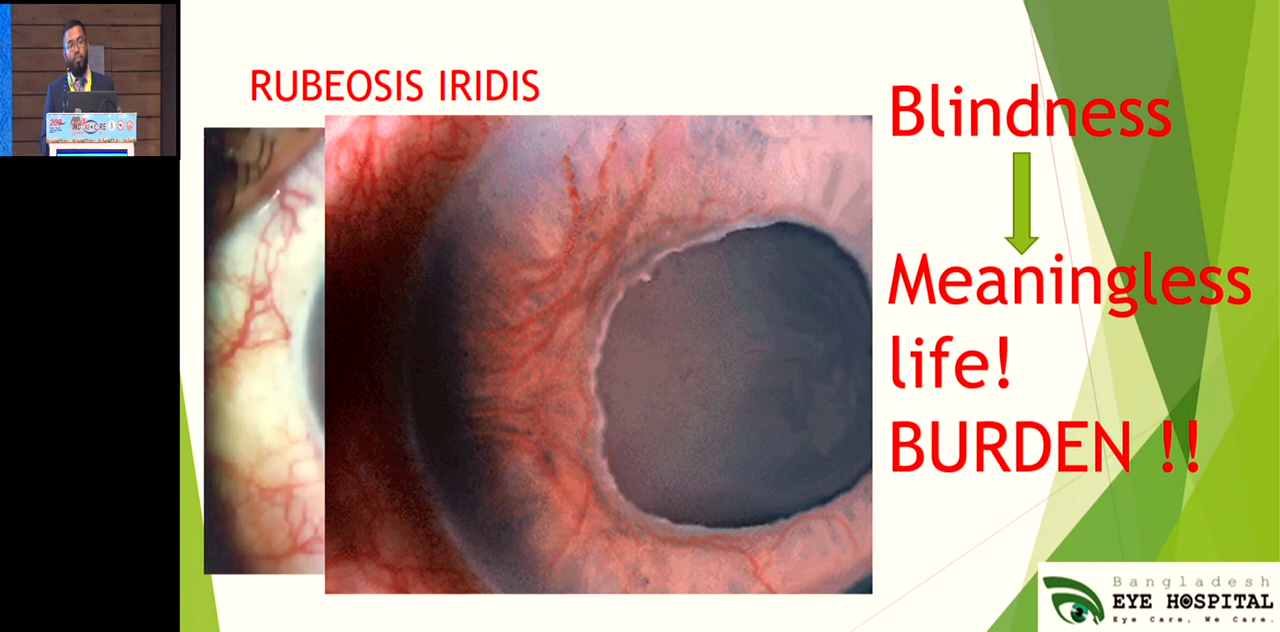 RUBEOSIS IRIDIS
Blindness
Meaningless
life!
BURDEN !!
Bangladesh
EYE HOSPITAL
Eye Care, We Care.